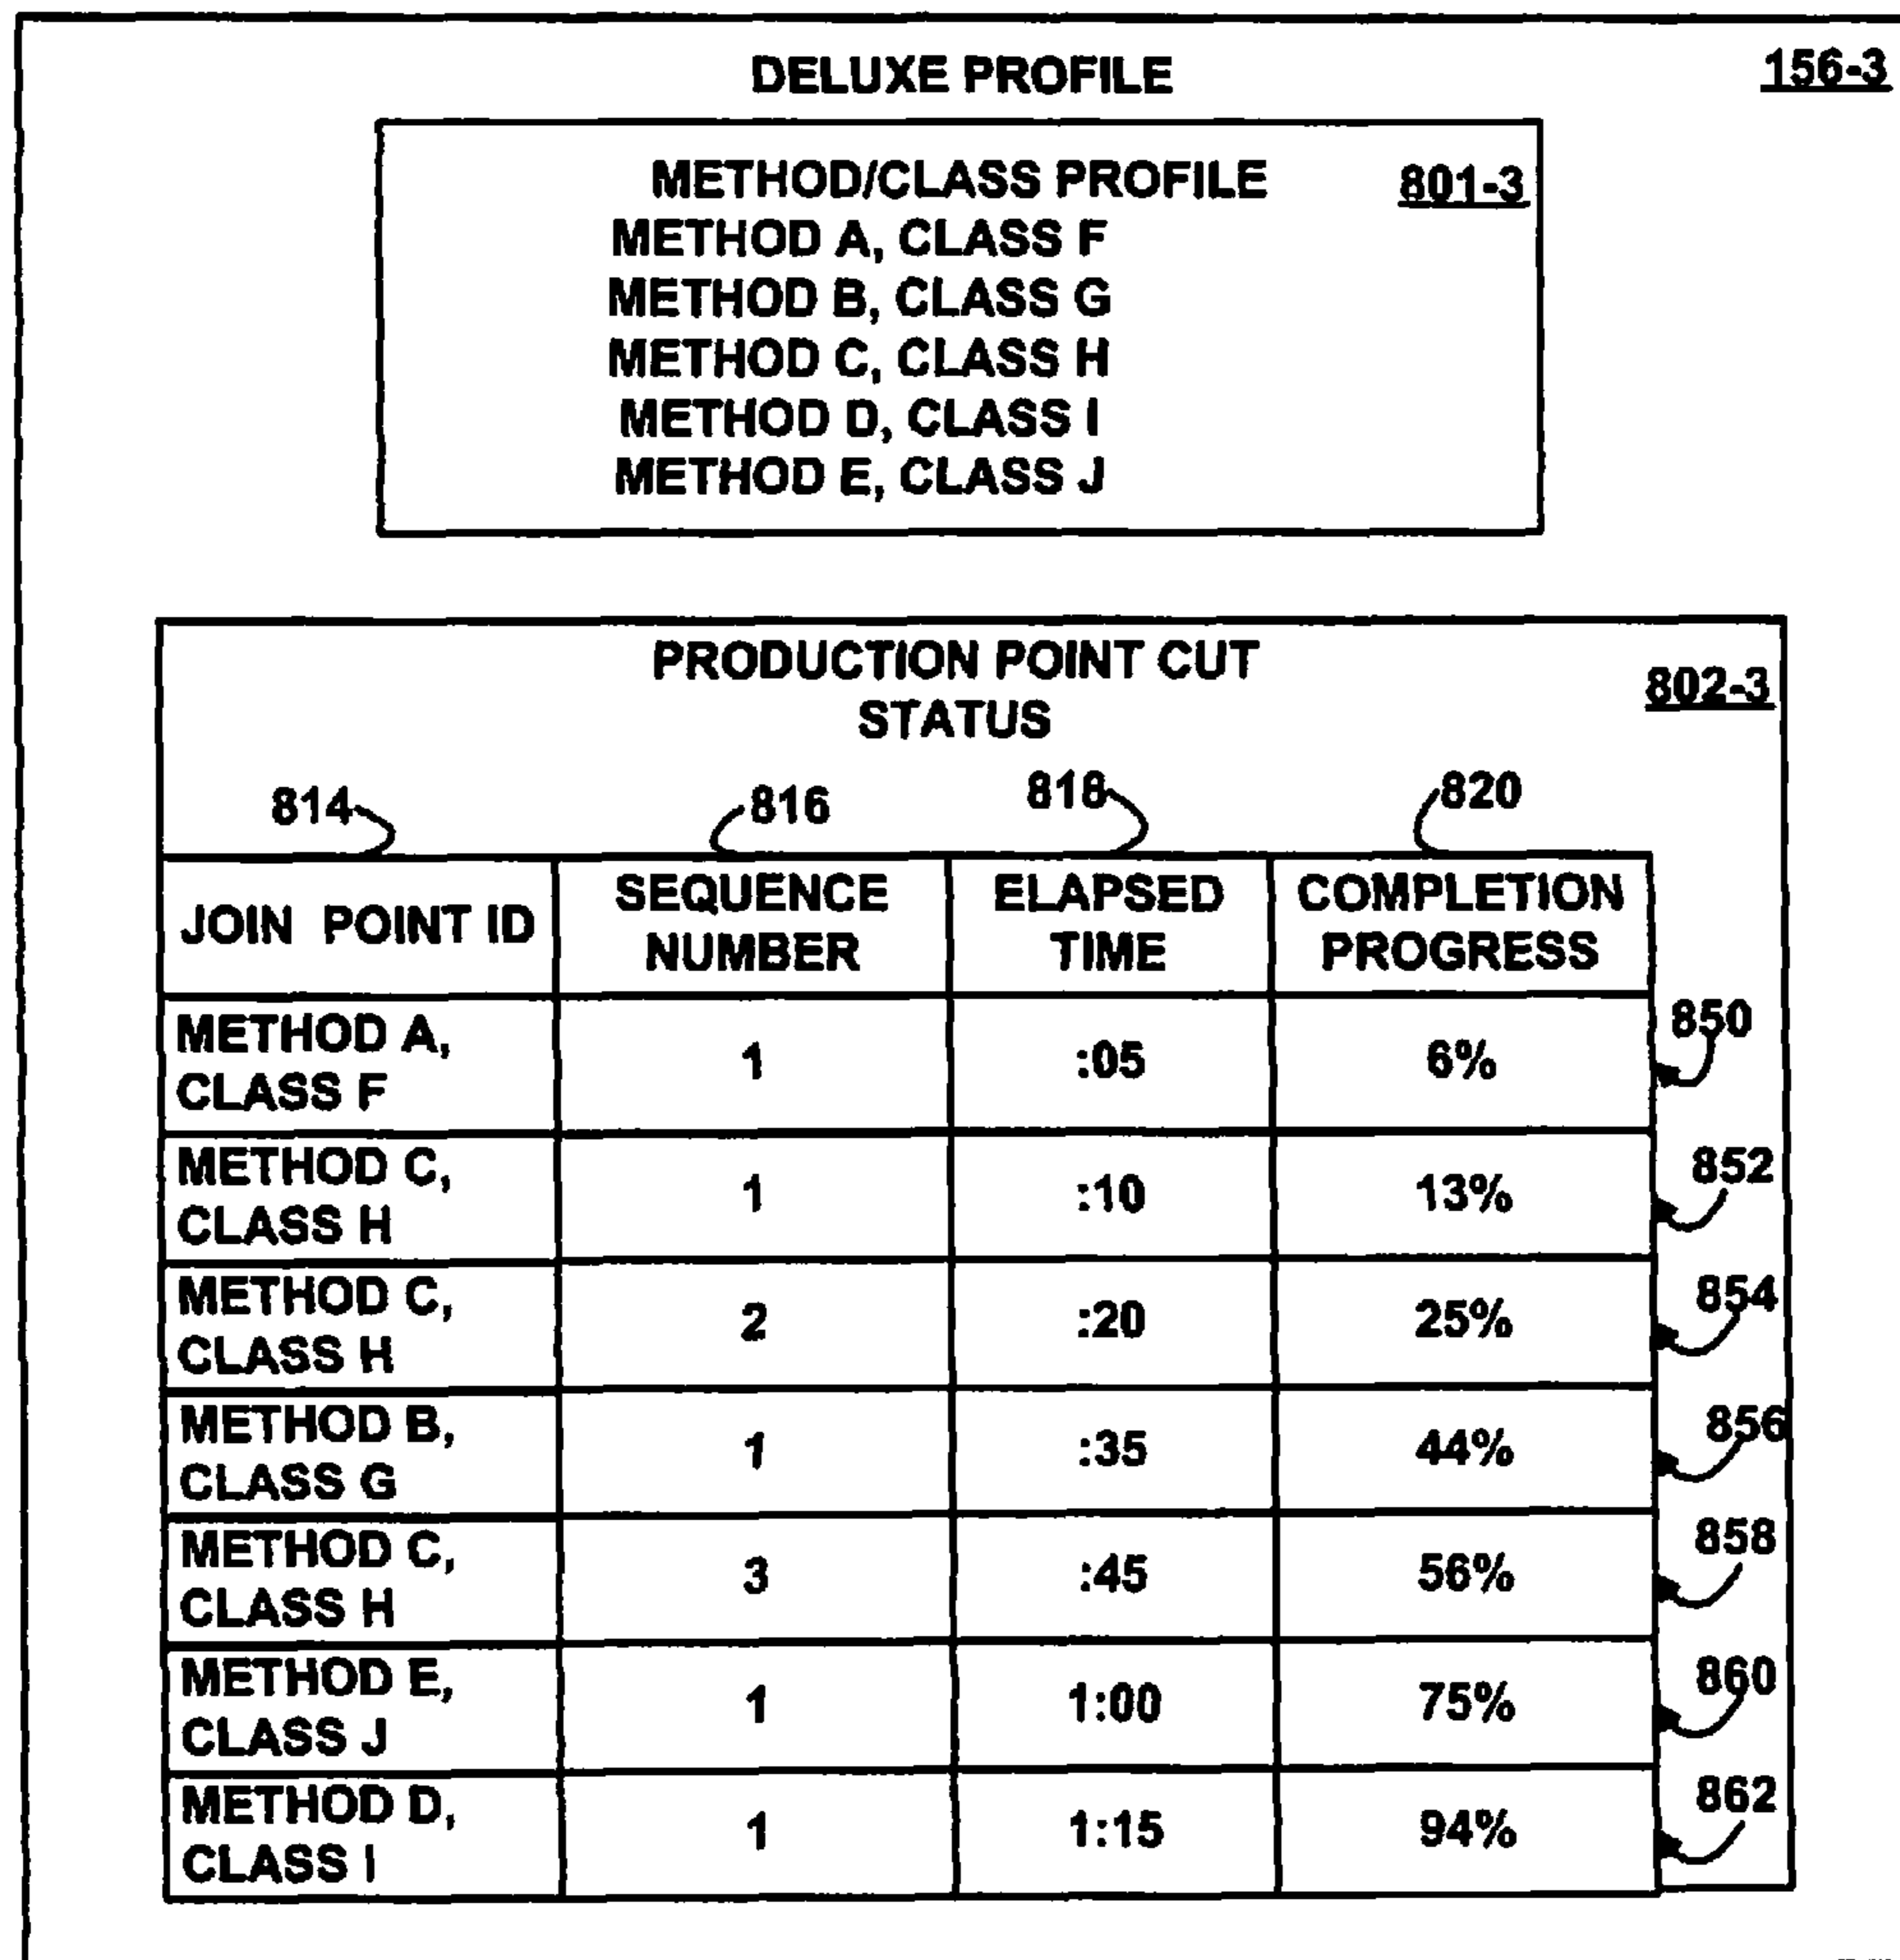 DELUXE PROFILE
156-3
METHOD/CLASS PROFILE
801-3
METHOD A, CLASS F
METHOD B, CLASS G
METHOD C, CLASS H
METHOD D, CLASS I
METHOD E, CLASS J
PRODUCTION POINT CUT
STATUS
802-3
814
816
818
820
JOIN POINT ID
SEQUENCE
NUMBER
ELAPSED
TIME
COMPLETION
PROGRESS
METHOD A,
CLASS F
1
:05
6%
850
METHOD C,
CLASS H
1
:10
13%
852
METHOD C,
CLASS H
2
:20
25%
854
METHOD B,
CLASS G
1
:35
44%
856
METHOD C,
CLASS H
3
:45
56%
858
METHOD E,
CLASS J
1
1:00
75%
860
METHOD D,
CLASS I
1
1:15
94%
862